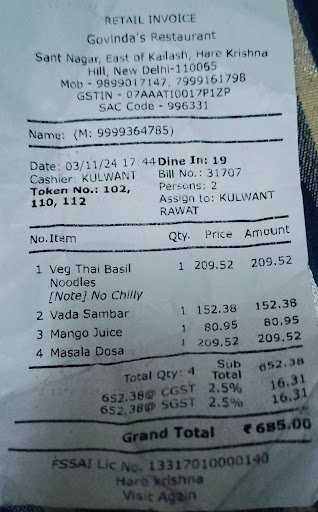 RETAIL INVOICE
Govinda's Restaurant
Sant Nagar, East of Kailash, Hare Krishna
Hill, New Delhi-110065
Mob - 9899017147, 7999161798
GSTIN - 07AAATI0017P1ZP
SAC Code - 996331
Name: (M: 9999364785)
Date: 03/11/24 17:44 Dine In: 19
Cashier: KULWANT Bill No.: 31707
Token No.: 102, Persons: 2
110, 112 Assign to: KULWANT
RAWAT
No. Item Qty. Price Amount
1 Veg Thai Basil 1 209.52 209.52
Noodles
[Note] No Chilly
2 Vada Sambar 1 152.38 152.38
3 Mango Juice 1 80.95 80.95
4 Masala Dosa 1 209.52 209.52
Total Qty: 4 Sub Total 652.38
652.38@ CGST 2.5% 16.31
652.38@ SGST 2.5% 16.31
Grand Total ₹685.00
FSSAI Lic No. 13317010000140
Hare krishna
Visit Again